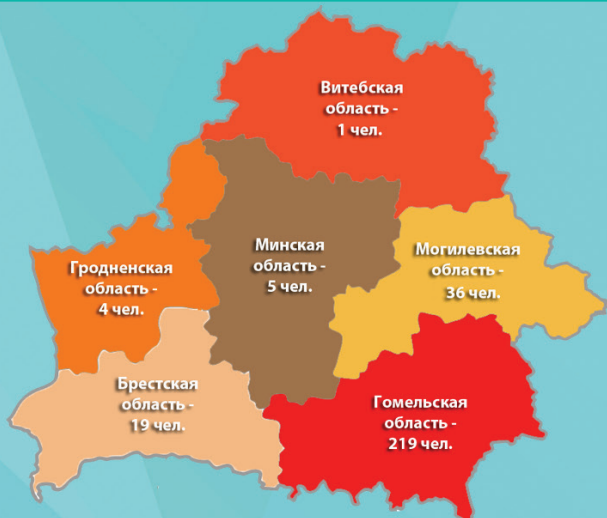 Витебская
область -
1 чел.
Минская
область -
5 чел.
Могилевская
область -
36 чел.
Гродненская
область -
4 чел.
Брестская
область -
19 чел.
Гомельская
область -
219 чел.